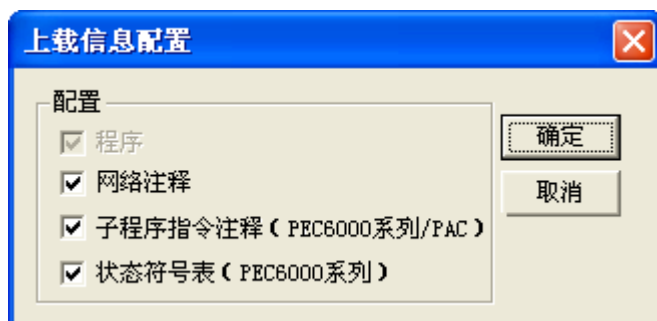 上载信息配置
配置
程序
确定
网络注释
取消
子程序指令注释(PEC6000系列/PAC)
状态符号表(PEC6000系列)